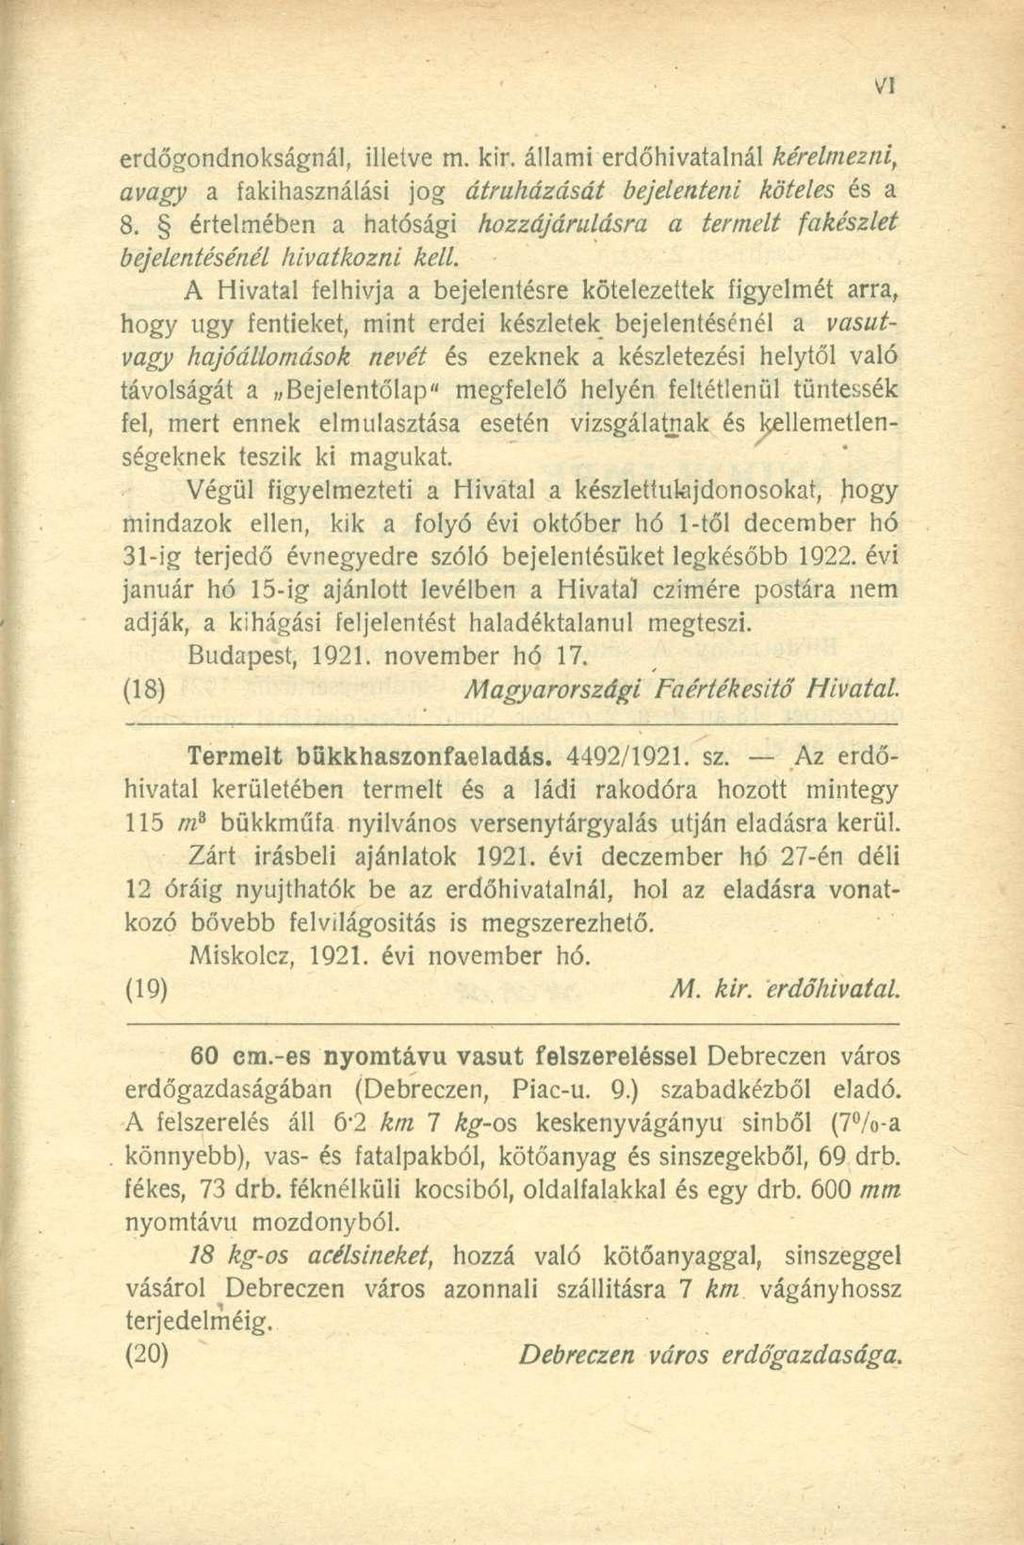 VI
erdőgondnokságnál, illetve m. kir. állami erdőhivatalnál kérelmezni,
avagy a fakihasználási jog átruházását bejelenteni köteles és a
8. § értelmében a hatósági hozzájárulásra a termelt fakészlet
bejelentésénél hivatkozni kell.
A Hivatal felhivja a bejelentésre kötelezettek figyelmét arra,
hogy ugy fentieket, mint erdei készletek bejelentésénél a vasut-
vagy hajóállomások nevét és ezeknek a készletezési helytől való
távolságát a „Bejelentőlap" megfelelő helyén feltétlenül tüntessék
fel, mert ennek elmulasztása esetén vizsgálatnak és kellemetlen-
ségeknek teszik ki magukat.
Végül figyelmezteti a Hivatal a készlettulajdonosokat, hogy
mindazok ellen, kik a folyó évi október hó 1-től december hó
31-ig terjedő évnegyedre szóló bejelentésüket legkésőbb 1922. évi
január hó 15-ig ajánlott levélben a Hivatal czimére postára nem
adják, a kihágási feljelentést haladéktalanul megteszi.
Budapest, 1921. november hó 17.
(18) Magyarországi Faértékesitő Hivatal.
Termelt bükkhaszonfaeladás. 4492/1921. sz. — Az erdő-
hivatal kerületében termelt és a ládi rakodóra hozott mintegy
115 m³ bükkműfa nyilvános versenytárgyalás utján eladásra kerül.
Zárt irásbeli ajánlatok 1921. évi deczember hó 27-én déli
12 óráig nyujthatók be az erdőhivatalnál, hol az eladásra vonat-
kozó bővebb felvilágositás is megszerezhető.
Miskolcz, 1921. évi november hó.
(19) M. kir. erdőhivatal.
60 cm.-es nyomtávu vasut felszereléssel Debreczen város
erdőgazdaságában (Debreczen, Piac-u. 9.) szabadkézből eladó.
A felszerelés áll 6·2 km 7 kg-os keskenyvágányu sinből (7%-a
könnyebb), vas- és fatalpakból, kötőanyag és sinszegekből, 69 drb.
fékes, 73 drb. féknélküli kocsiból, oldalfalakkal és egy drb. 600 mm
nyomtávu mozdonyból.
18 kg-os acélsineket, hozzá való kötőanyaggal, sinszeggel
vásárol Debreczen város azonnali szállitásra 7 km vágányhossz
terjedelméig.
(20) Debreczen város erdőgazdasága.